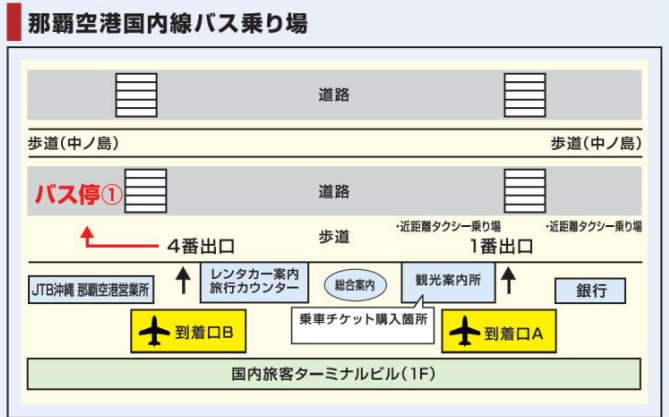 那覇空港国内線バス乗り場
道路
歩道(中ノ島)
歩道(中ノ島)
バス停①
道路
歩道
・近距離タクシー乗り場
・近距離タクシー乗り場
4番出口
1番出口
JTB沖縄 那覇空港営業所
レンタカー案内
旅行カウンター
総合案内
観光案内所
銀行
乗車チケット購入箇所
到着口B
到着口A
国内旅客ターミナルビル(1F)